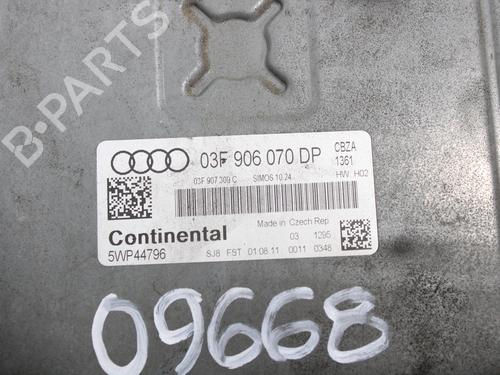 B-PARTS
03F 906 070 DP
CBZA
1361
03F 907 309 C SIMOS 10.24 HW H02
Made in Czech Rep
Continental 03 1295
5WP44796 SJ8 FST 01.08.11 0011 0348
09668